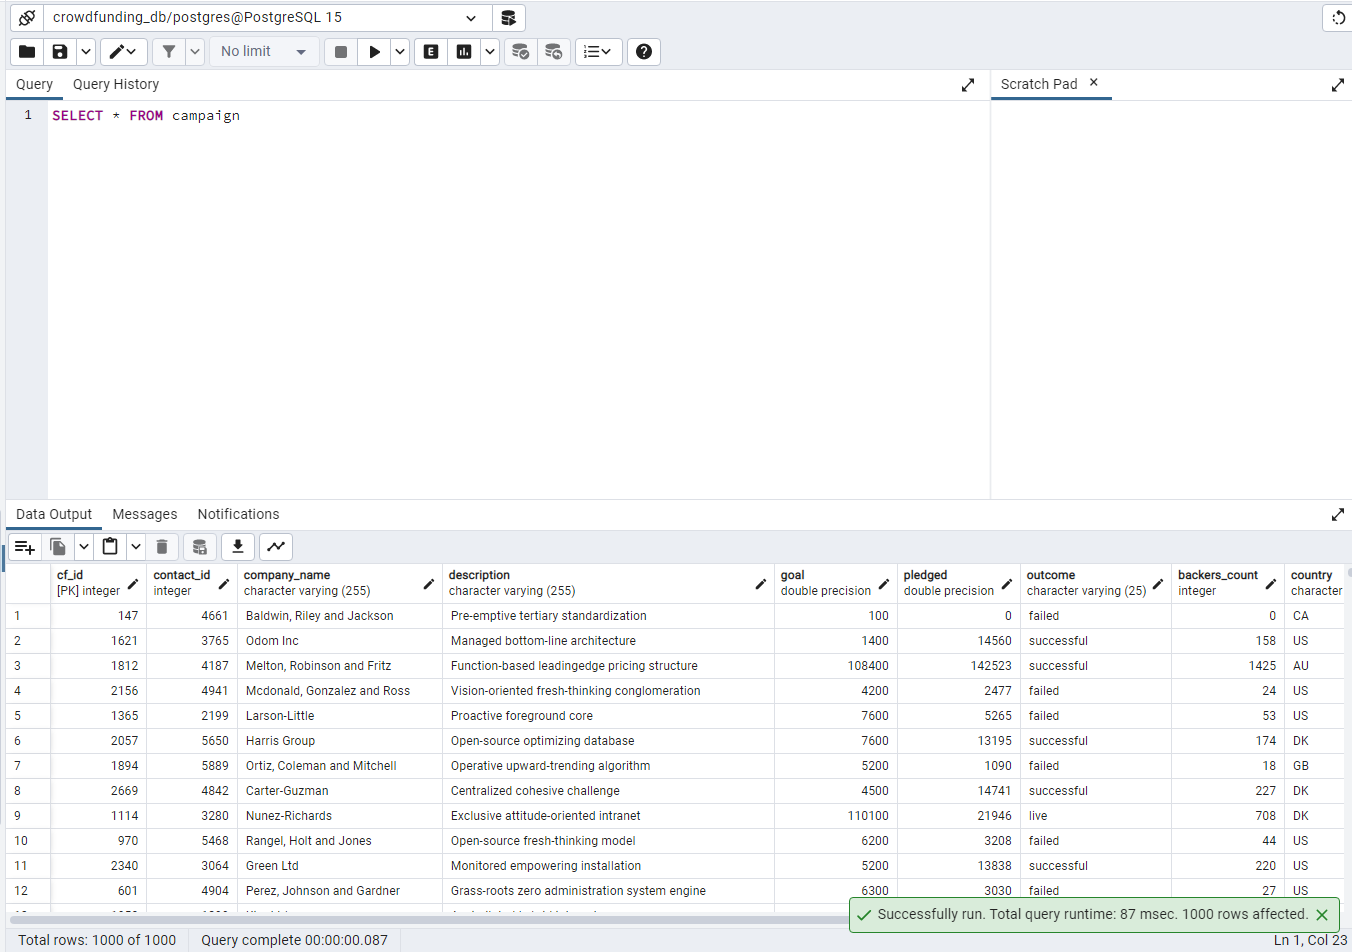 crowdfunding_db/postgres@PostgreSQL 15
No limit
E
Query Query History
Scratch Pad ×
1 SELECT * FROM campaign
Data Output Messages Notifications
cf_id contact_id company_name description goal pledged outcome backers_count country
[PK] integer integer character varying (255) character varying (255) double precision double precision character varying (25) integer character
1 147 4661 Baldwin, Riley and Jackson Pre-emptive tertiary standardization 100 0 failed 0 CA
2 1621 3765 Odom Inc Managed bottom-line architecture 1400 14560 successful 158 US
3 1812 4187 Melton, Robinson and Fritz Function-based leadingedge pricing structure 108400 142523 successful 1425 AU
4 2156 4941 Mcdonald, Gonzalez and Ross Vision-oriented fresh-thinking conglomeration 4200 2477 failed 24 US
5 1365 2199 Larson-Little Proactive foreground core 7600 5265 failed 53 US
6 2057 5650 Harris Group Open-source optimizing database 7600 13195 successful 174 DK
7 1894 5889 Ortiz, Coleman and Mitchell Operative upward-trending algorithm 5200 1090 failed 18 GB
8 2669 4842 Carter-Guzman Centralized cohesive challenge 4500 14741 successful 227 DK
9 1114 3280 Nunez-Richards Exclusive attitude-oriented intranet 110100 21946 live 708 DK
10 970 5468 Rangel, Holt and Jones Open-source fresh-thinking model 6200 3208 failed 44 US
11 2340 3064 Green Ltd Monitored empowering installation 5200 13838 successful 220 US
12 601 4904 Perez, Johnson and Gardner Grass-roots zero administration system engine 6300 3030 failed 27 US
Successfully run. Total query runtime: 87 msec. 1000 rows affected.
Total rows: 1000 of 1000 Query complete 00:00:00.087 Ln 1, Col 23